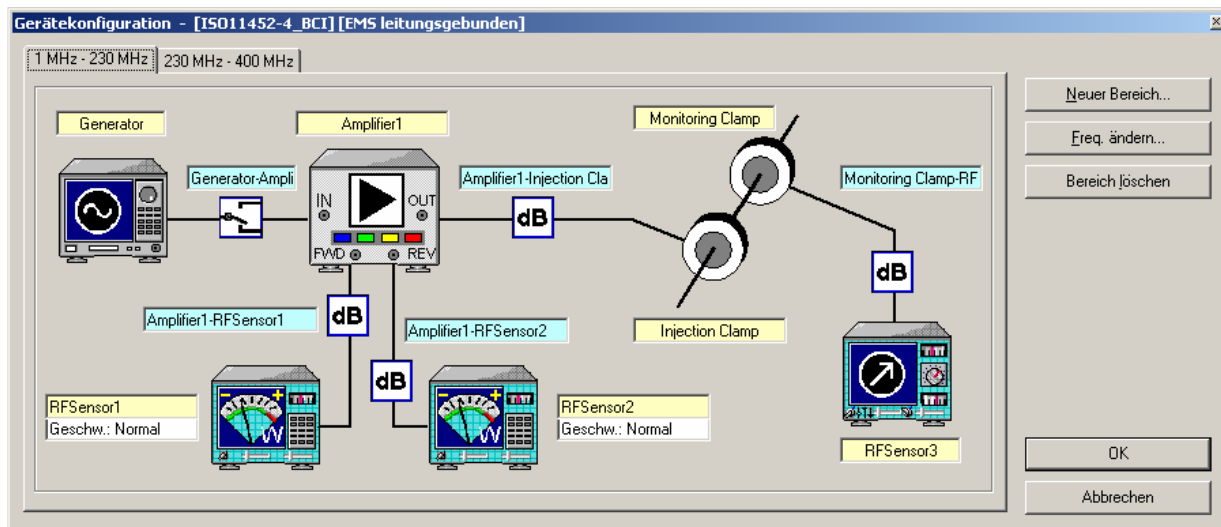 Gerätekonfiguration - [ISO11452-4_BCI] [EMS leitungsgebunden]
1 MHz - 230 MHz
230 MHz - 400 MHz
Neuer Bereich...
Freq. ändern...
Bereich löschen
Generator
Amplifier1
Monitoring Clamp
Generator-Ampli
Amplifier1-Injection Cla
Monitoring Clamp-RF
IN
OUT
dB
FWD
REV
dB
Amplifier1-RFSensor1
dB
Amplifier1-RFSensor2
Injection Clamp
dB
RFSensor1
Geschw.: Normal
RFSensor2
Geschw.: Normal
RFSensor3
OK
Abbrechen